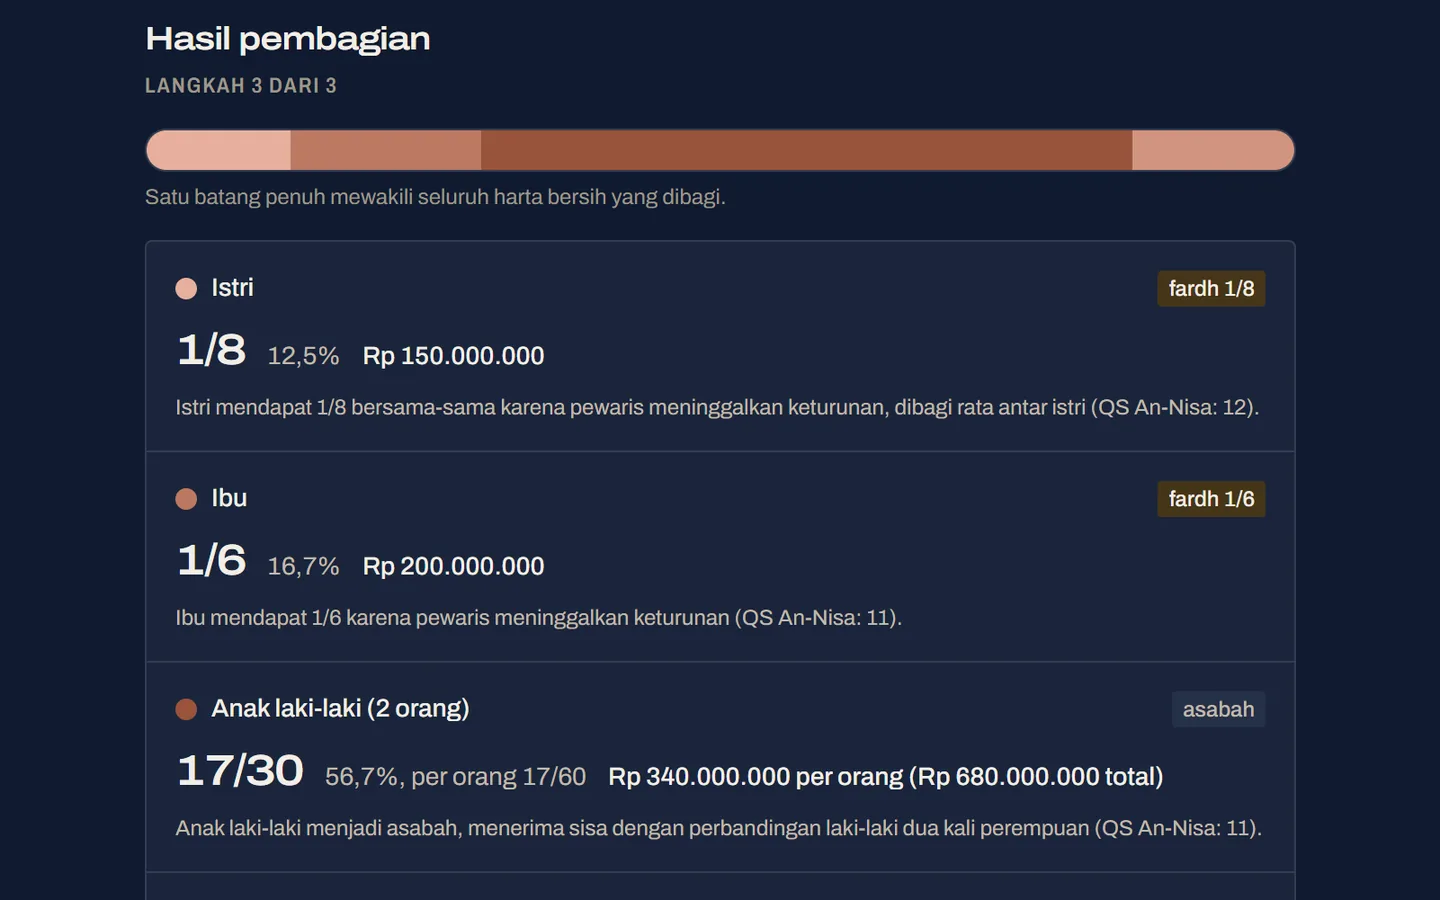 Hasil pembagian
LANGKAH 3 DARI 3
Satu batang penuh mewakili seluruh harta bersih yang dibagi.
Istri
fardh 1/8
1/8 12,5% Rp 150.000.000
Istri mendapat 1/8 bersama-sama karena pewaris meninggalkan keturunan, dibagi rata antar istri (QS An-Nisa: 12).
Ibu
fardh 1/6
1/6 16,7% Rp 200.000.000
Ibu mendapat 1/6 karena pewaris meninggalkan keturunan (QS An-Nisa: 11).
Anak laki-laki (2 orang)
asabah
17/30 56,7%, per orang 17/60 Rp 340.000.000 per orang (Rp 680.000.000 total)
Anak laki-laki menjadi asabah, menerima sisa dengan perbandingan laki-laki dua kali perempuan (QS An-Nisa: 11).